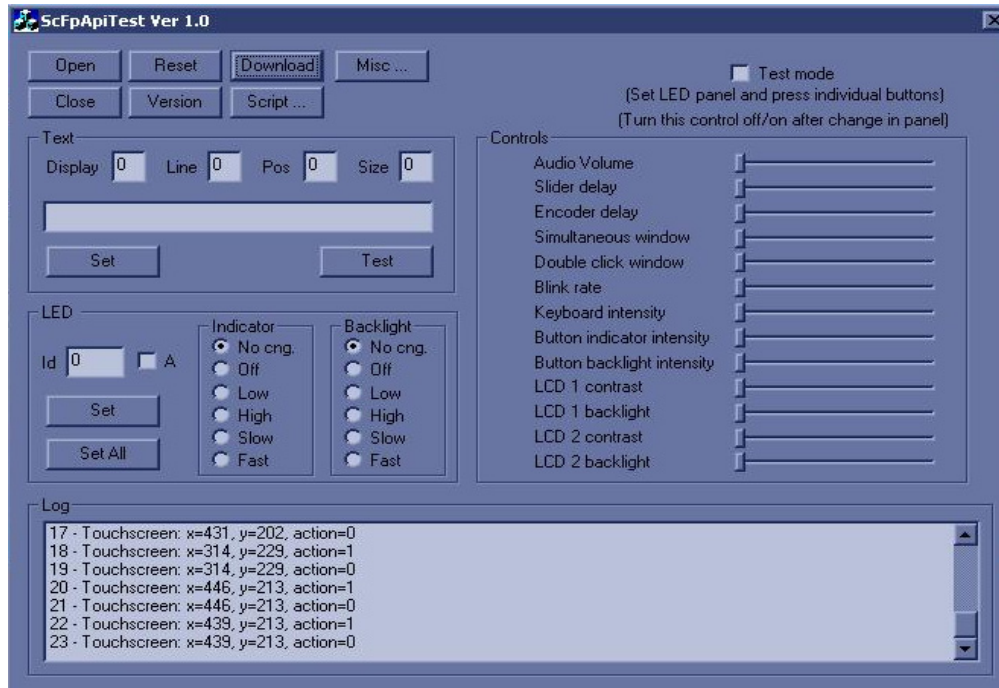 ScFpApiTest Ver 1.0
Open Reset Download Misc ...
Close Version Script ...
Test mode
(Set LED panel and press individual buttons)
(Turn this control off/on after change in panel)
Text
Display 0 Line 0 Pos 0 Size 0
Set Test
LED
Id 0 A
Set
Set All
Indicator
No cng.
Off
Low
High
Slow
Fast
Backlight
No cng.
Off
Low
High
Slow
Fast
Controls
Audio Volume
Slider delay
Encoder delay
Simultaneous window
Double click window
Blink rate
Keyboard intensity
Button indicator intensity
Button backlight intensity
LCD 1 contrast
LCD 1 backlight
LCD 2 contrast
LCD 2 backlight
Log
17 - Touchscreen: x=431, y=202, action=0
18 - Touchscreen: x=314, y=229, action=1
19 - Touchscreen: x=314, y=229, action=0
20 - Touchscreen: x=446, y=213, action=1
21 - Touchscreen: x=446, y=213, action=0
22 - Touchscreen: x=439, y=213, action=1
23 - Touchscreen: x=439, y=213, action=0